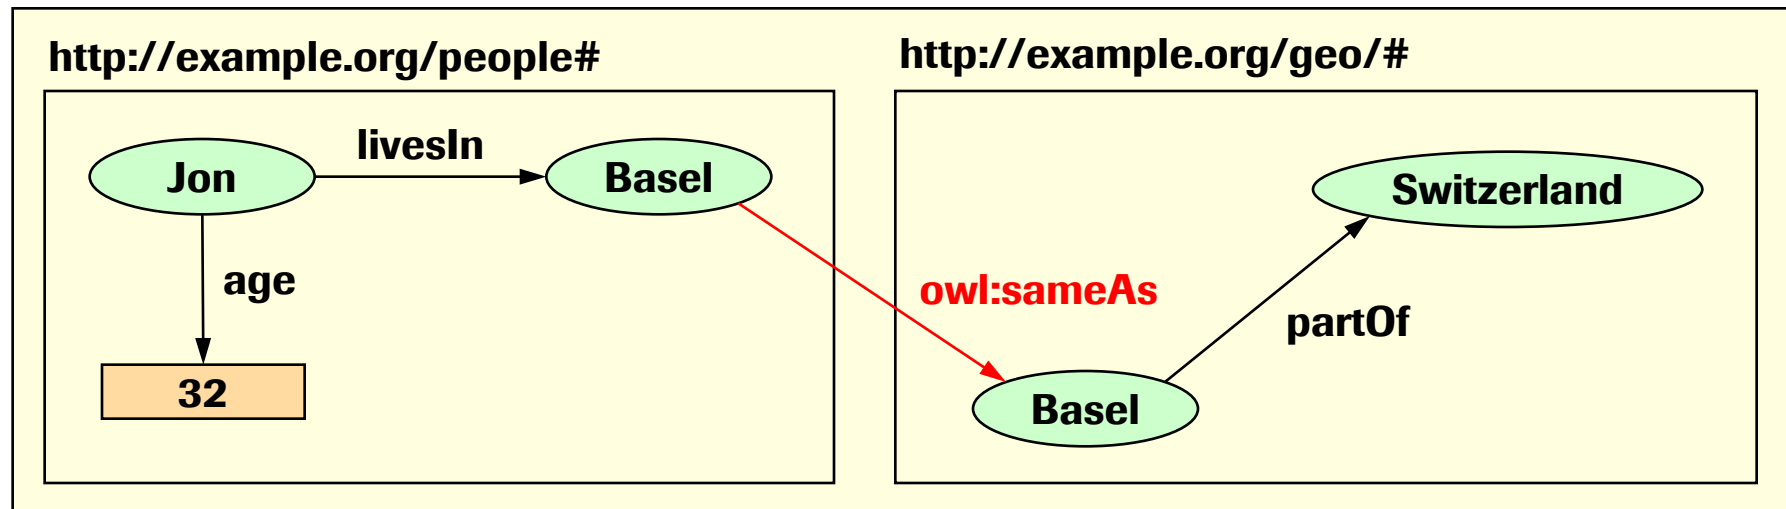 http://example.org/people#
Jon
livesIn
Basel
age
32
http://example.org/geo/#
Switzerland
owl:sameAs
partOf
Basel